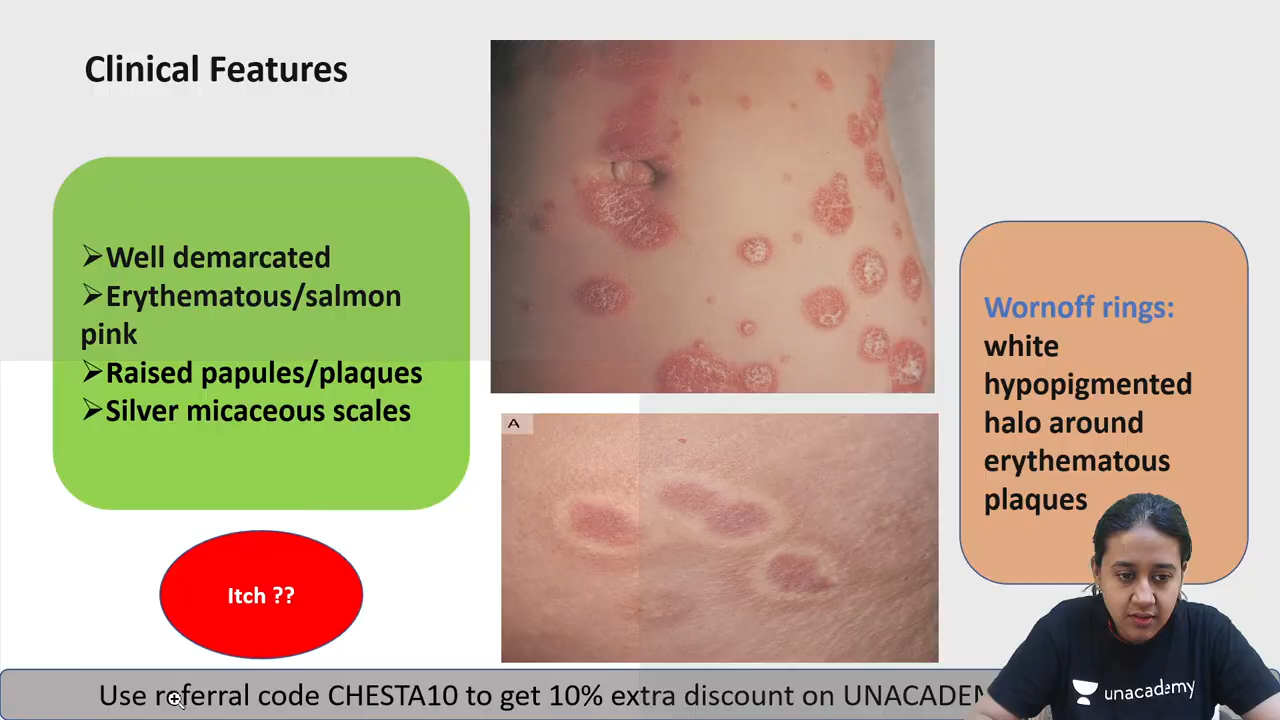 Clinical Features
➤Well demarcated
➤Erythematous/salmon
pink
➤Raised papules/plaques
➤Silver micaceous scales
Itch ??
A
Wornoff rings:
white
hypopigmented
halo around
erythematous
plaques
Use referral code CHESTA10 to get 10% extra discount on
unacademy